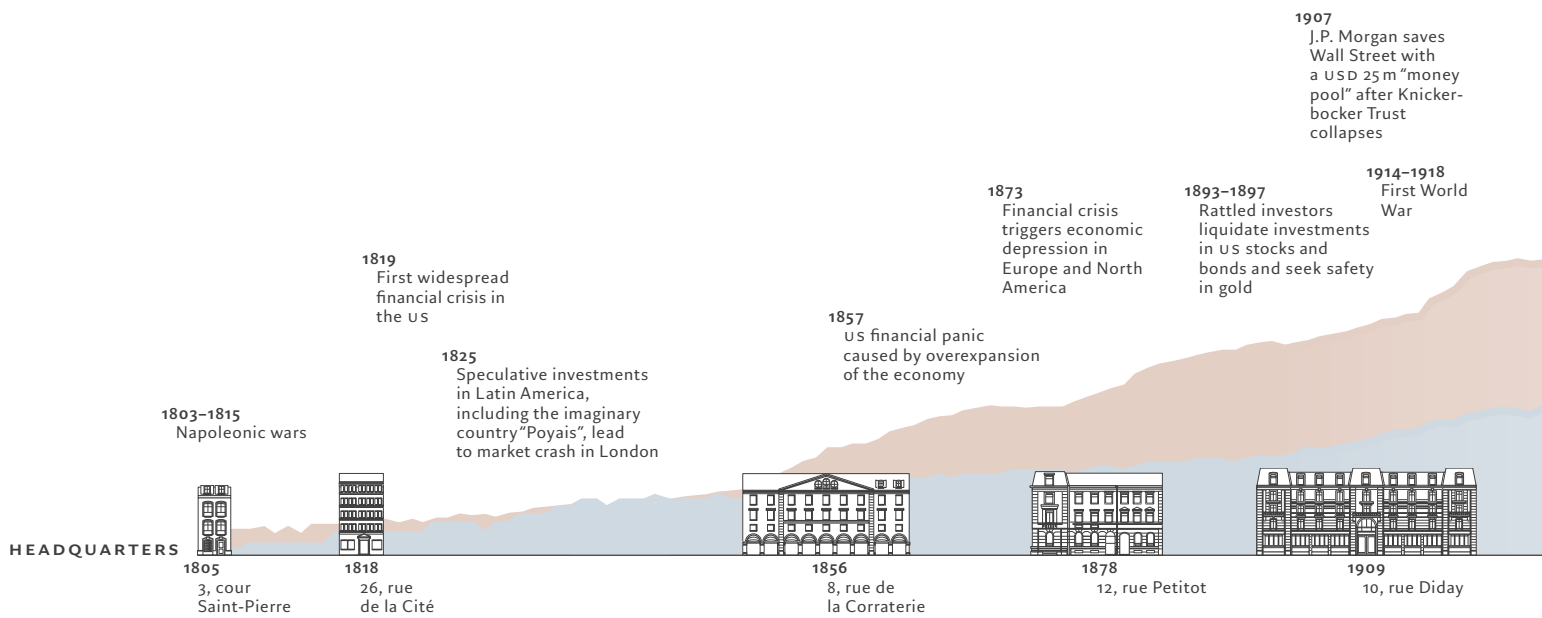 1907
J.P. Morgan saves
Wall Street with
a USD 25 m “money
pool” after Knicker-
bocker Trust
collapses
1914–1918
First World
War
1873
Financial crisis
triggers economic
depression in
Europe and North
America
1893–1897
Rattled investors
liquidate investments
in US stocks and
bonds and seek safety
in gold
1819
First widespread
financial crisis in
the US
1857
US financial panic
caused by overexpansion
of the economy
1825
Speculative investments
in Latin America,
including the imaginary
country “Poyais”, lead
to market crash in London
1803–1815
Napoleonic wars
HEADQUARTERS
1805
3, cour
Saint-Pierre
1818
26, rue
de la Cité
1856
8, rue de
la Corraterie
1878
12, rue Petitot
1909
10, rue Diday